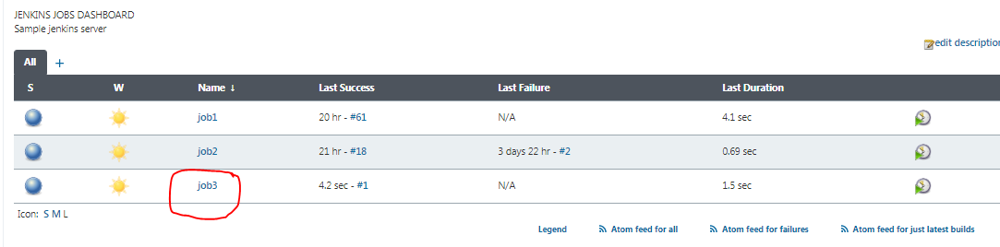 JENKINS JOBS DASHBOARD
Sample jenkins server
edit description
All +
S W Name ↓ Last Success Last Failure Last Duration
job1 20 hr - #61 N/A 4.1 sec
job2 21 hr - #18 3 days 22 hr - #2 0.69 sec
job3 4.2 sec - #1 N/A 1.5 sec
Icon: S M L
Legend Atom feed for all Atom feed for failures Atom feed for just latest builds